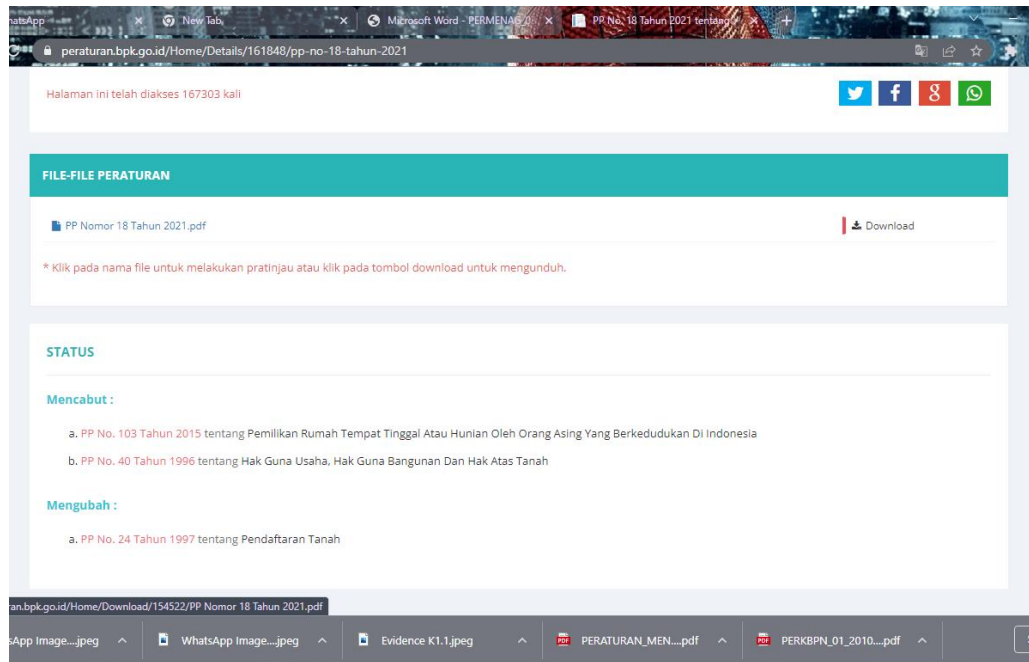 atsApp
New Tab
Microsoft Word - PERMENAG
PP No. 18 Tahun 2021 tentang
peraturan.bpk.go.id/Home/Details/161848/pp-no-18-tahun-2021
Halaman ini telah diakses 167303 kali
FILE-FILE PERATURAN
PP Nomor 18 Tahun 2021.pdf
Download
* Klik pada nama file untuk melakukan pratinjau atau klik pada tombol download untuk mengunduh.
STATUS
Mencabut :
a. PP No. 103 Tahun 2015 tentang Pemilikan Rumah Tempat Tinggal Atau Hunian Oleh Orang Asing Yang Berkedudukan Di Indonesia
b. PP No. 40 Tahun 1996 tentang Hak Guna Usaha, Hak Guna Bangunan Dan Hak Atas Tanah
Mengubah :
a. PP No. 24 Tahun 1997 tentang Pendaftaran Tanah
an.bpk.go.id/Home/Download/154522/PP Nomor 18 Tahun 2021.pdf
sApp Image....jpeg
WhatsApp Image....jpeg
Evidence K1.1.jpeg
PERATURAN_MEN....pdf
PERKBPN_01_2010....pdf